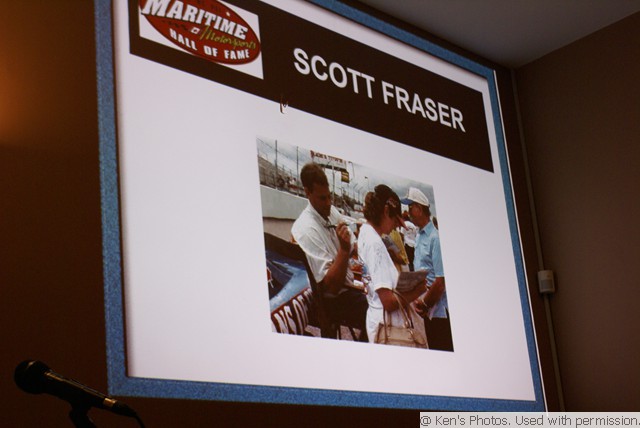 MARITIME
Motorsports
HALL OF FAME
SCOTT FRASER
@ Ken's Photos. Used with permission.